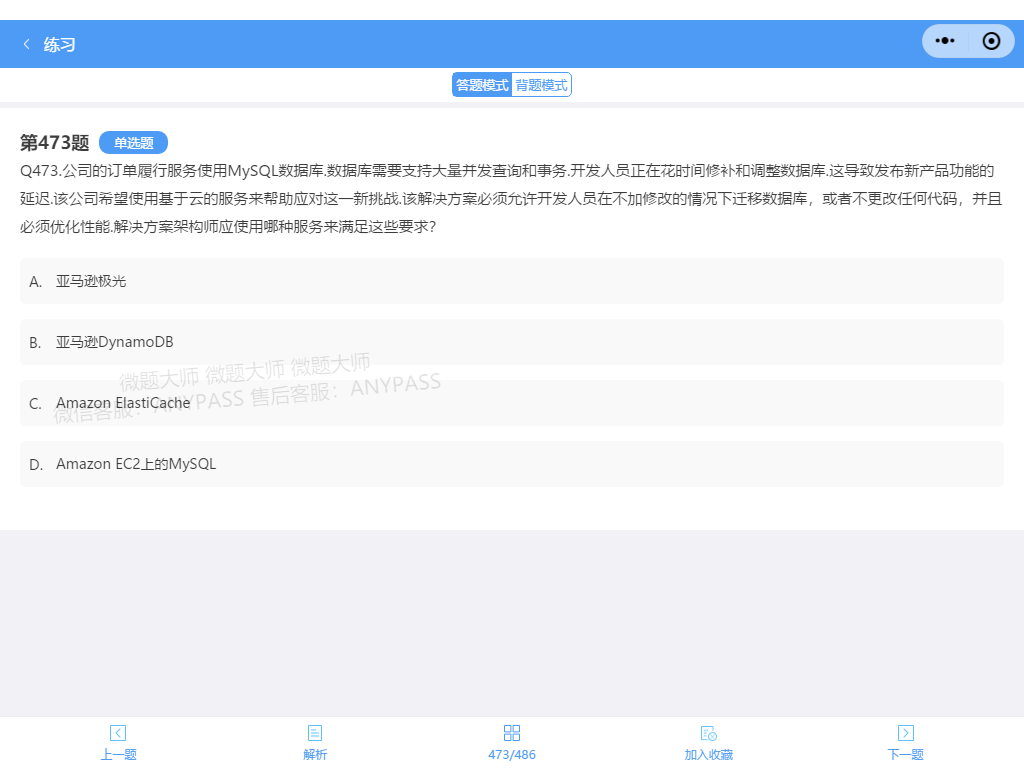 练习
答题模式 背题模式
第473题 单选题
Q473.公司的订单履行服务使用MySQL数据库.数据库需要支持大量并发查询和事务.开发人员正在花时间修补和调整数据库.这导致发布新产品功能的
延迟.该公司希望使用基于云的服务来帮助应对这一新挑战.该解决方案必须允许开发人员在不加修改的情况下迁移数据库，或者不更改任何代码，并且
必须优化性能.解决方案架构师应使用哪种服务来满足这些要求?
A. 亚马逊极光
B. 亚马逊DynamoDB
微题大师 微题大师 微题大师
微信客服：ANYPASS 售后客服：ANYPASS
C. Amazon ElastiCache
D. Amazon EC2上的MySQL
上一题 解析 473/486 加入收藏 下一题